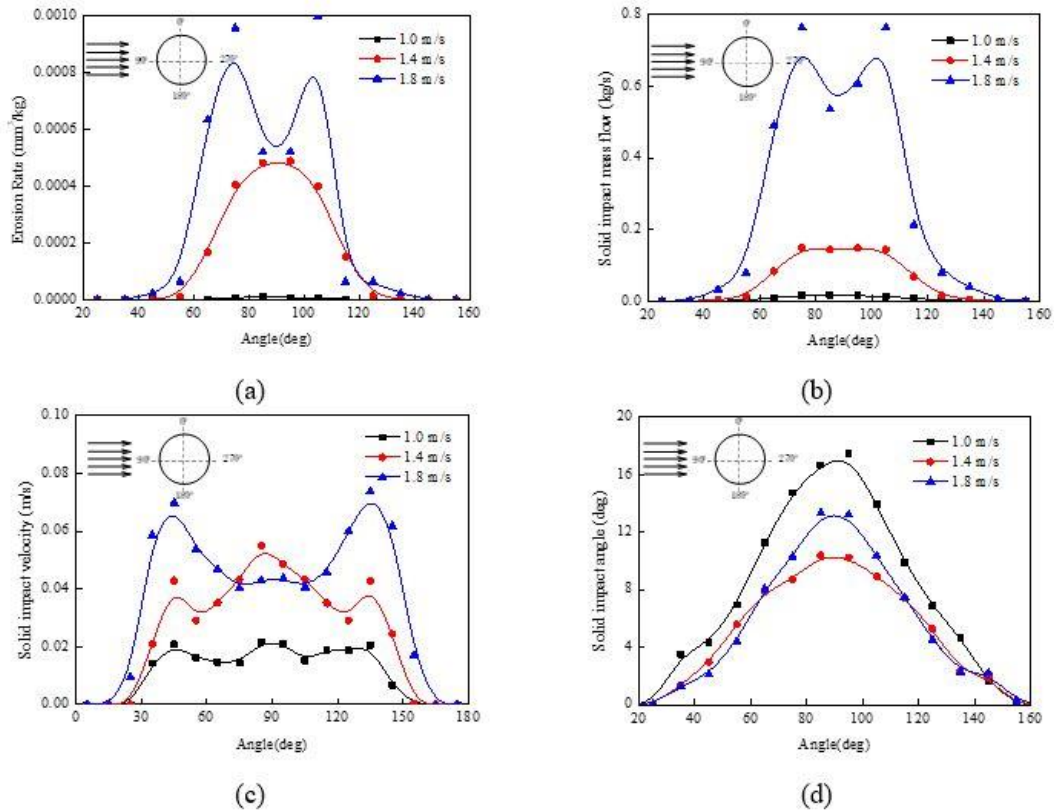 0.0010
0.0008
0.0006
0.0004
0.0002
0.0000
Erosion Rate (mm³/kg)
0°
90°
270°
180°
1.0 m/s
1.4 m/s
1.8 m/s
20 40 60 80 100 120 140 160
Angle(deg)
(a)
0.8
0.6
0.4
0.2
0.0
Solid impact mass flow (kg/s)
0°
90°
270°
180°
1.0 m/s
1.4 m/s
1.8 m/s
20 40 60 80 100 120 140 160
Angle(deg)
(b)
0.10
0.08
0.06
0.04
0.02
0.00
Solid impact velocity (m/s)
0°
90°
270°
180°
1.0 m/s
1.4 m/s
1.8 m/s
0 30 60 90 120 150 180
Angle(deg)
(c)
20
16
12
8
4
0
Solid impact angle (deg)
0°
90°
270°
180°
1.0 m/s
1.4 m/s
1.8 m/s
20 40 60 80 100 120 140 160
Angle(deg)
(d)